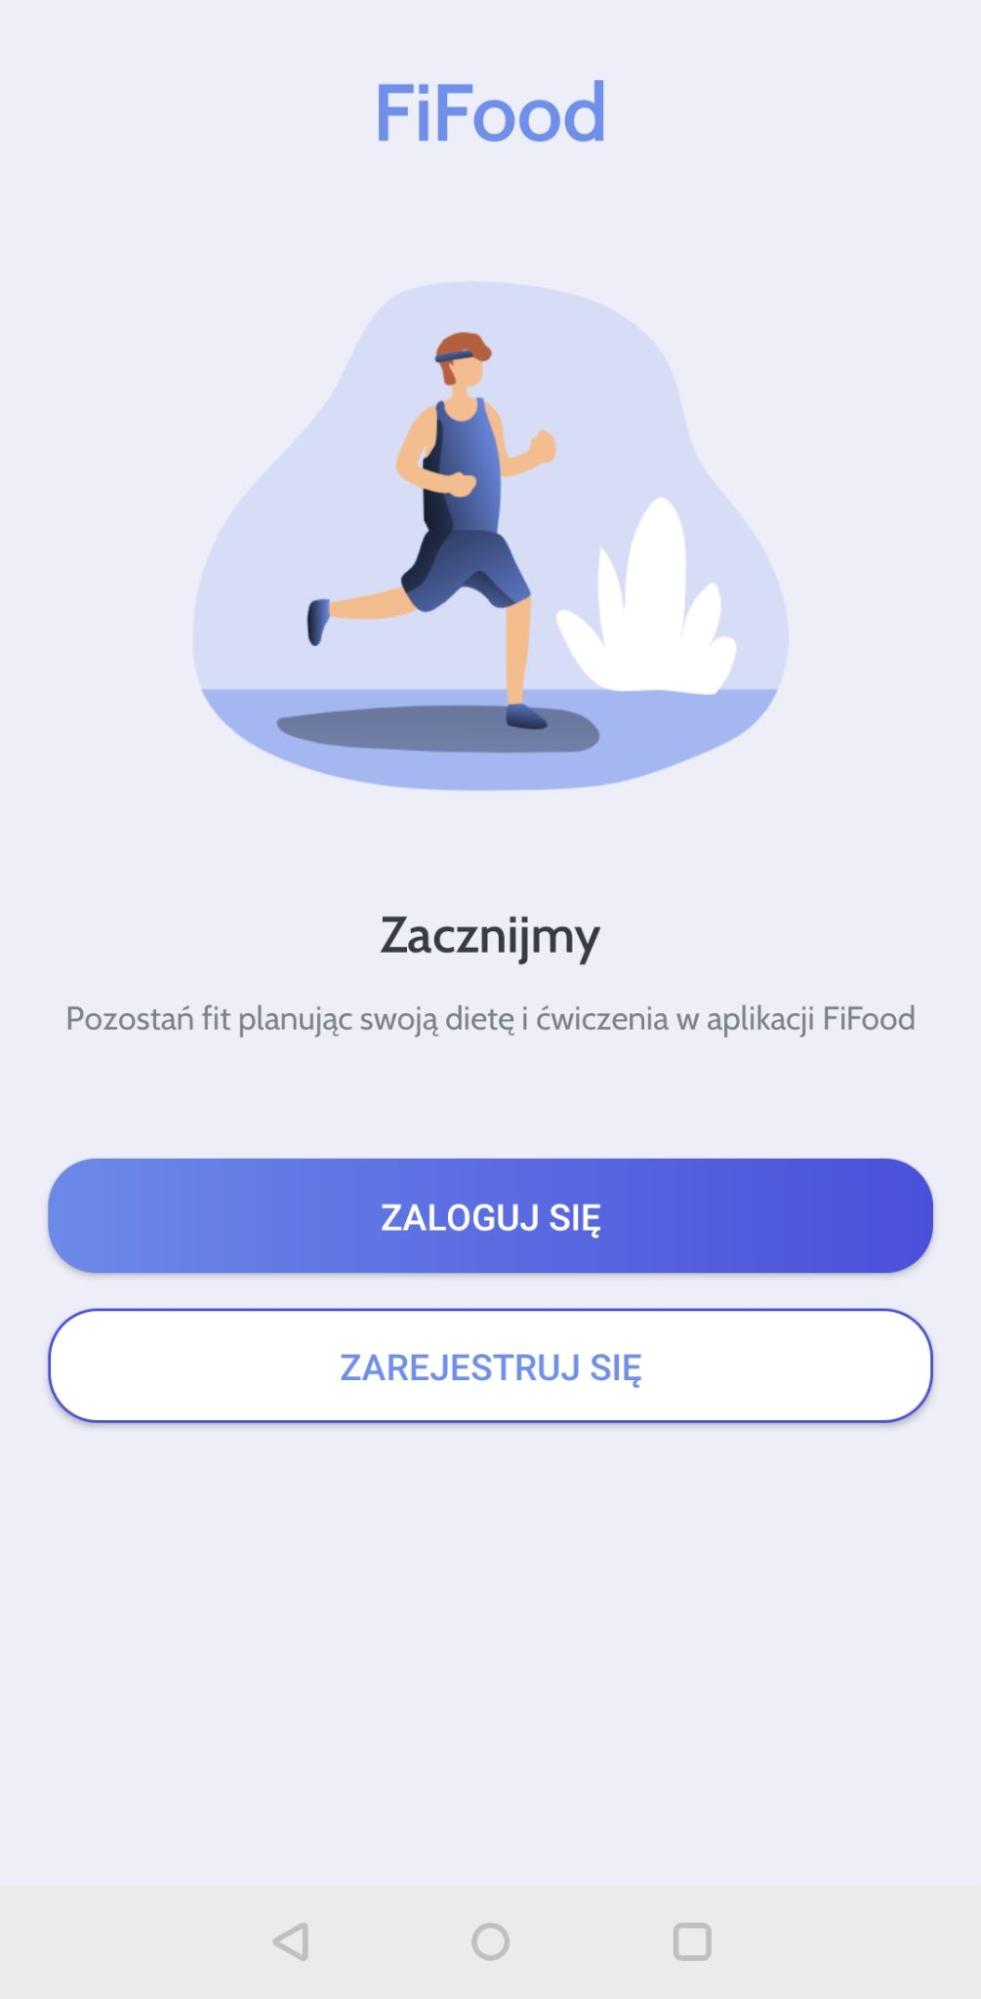 FiFood
Zacznijmy
Pozostań fit planując swoją dietę i ćwiczenia w aplikacji FiFood
ZALOGUJ SIĘ
ZAREJESTRUJ SIĘ